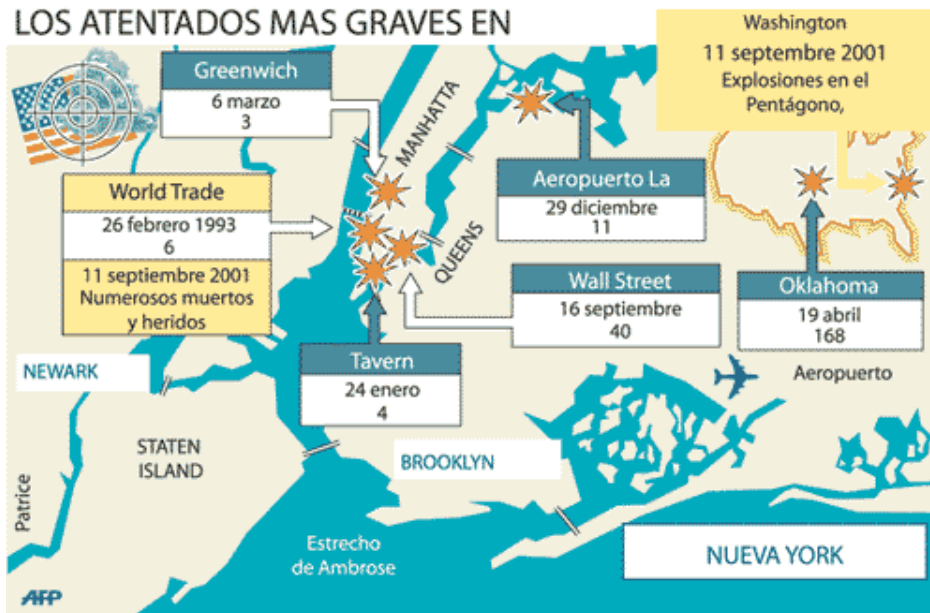 LOS ATENTADOS MAS GRAVES EN
Greenwich
6 marzo
3
World Trade
26 febrero 1993
6
11 septiembre 2001
Numerosos muertos
y heridos
MANHATTA
QUEENS
Aeropuerto La
29 diciembre
11
Washington
11 septembre 2001
Explosiones en el
Pentágono,
Wall Street
16 septiembre
40
Oklahoma
19 abril
168
Tavern
24 enero
4
NEWARK
STATEN
ISLAND
BROOKLYN
Aeropuerto
Patrice
Estrecho
de Ambrose
NUEVA YORK
AFP